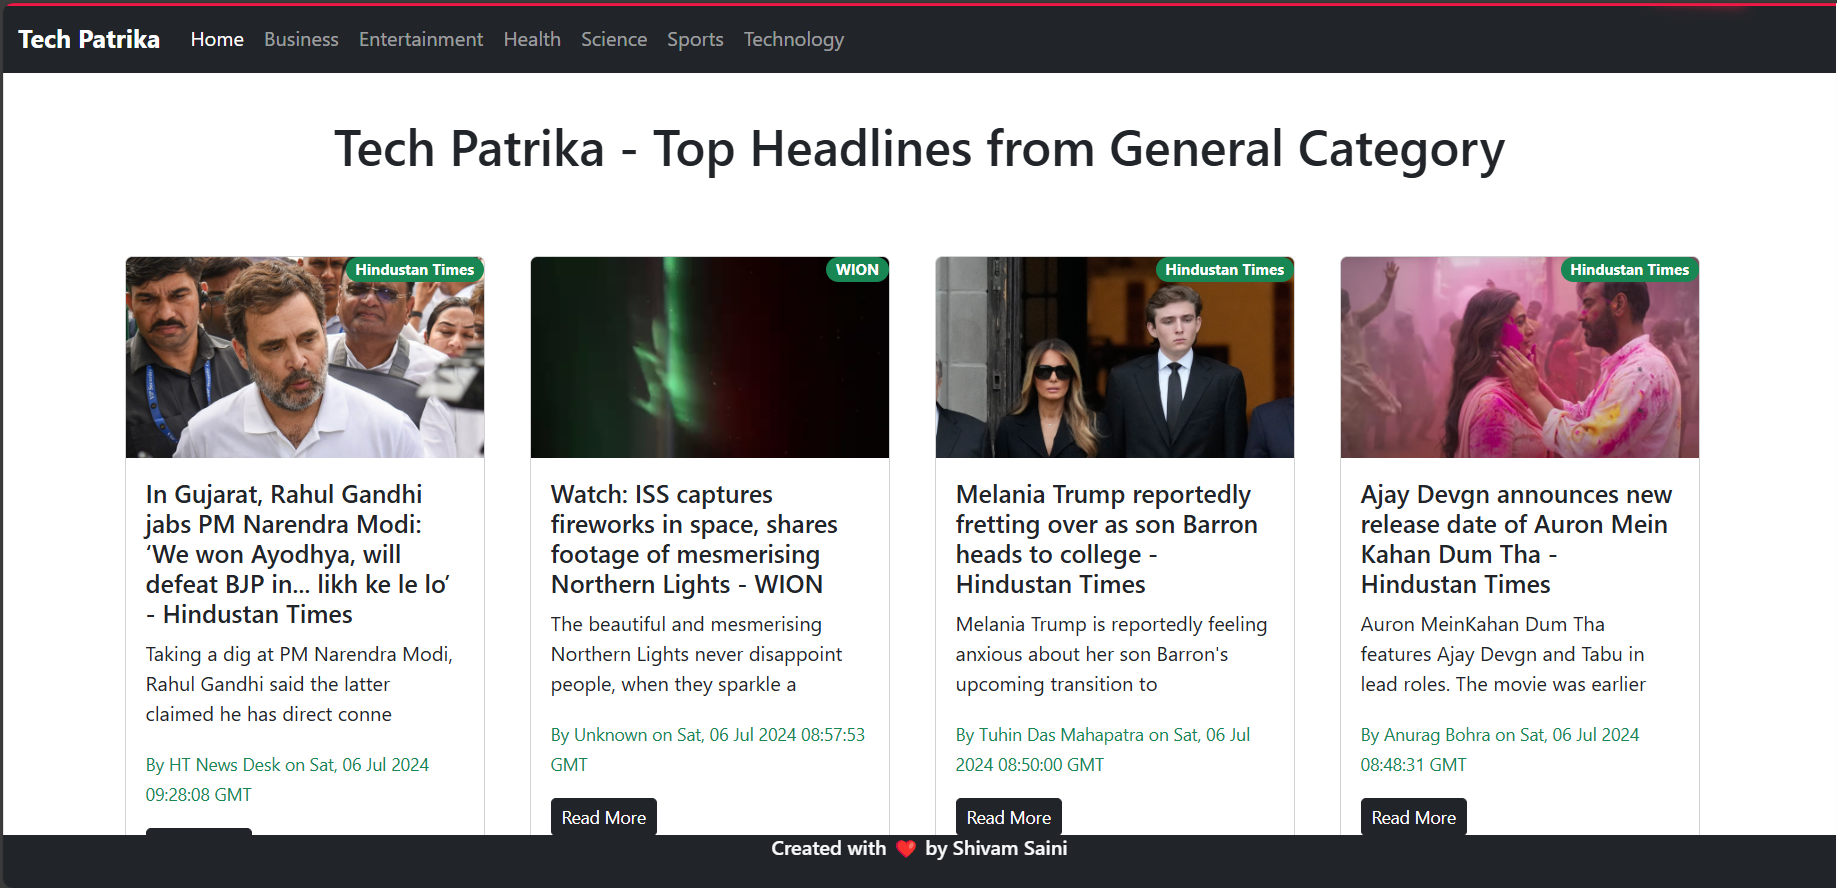 Tech Patrika Home Business Entertainment Health Science Sports Technology
Tech Patrika - Top Headlines from General Category
Hindustan Times
In Gujarat, Rahul Gandhi
jabs PM Narendra Modi:
‘We won Ayodhya, will
defeat BJP in... likh ke le lo’
- Hindustan Times
Taking a dig at PM Narendra Modi,
Rahul Gandhi said the latter
claimed he has direct conne
By HT News Desk on Sat, 06 Jul 2024
09:28:08 GMT
WION
Watch: ISS captures
fireworks in space, shares
footage of mesmerising
Northern Lights - WION
The beautiful and mesmerising
Northern Lights never disappoint
people, when they sparkle a
By Unknown on Sat, 06 Jul 2024 08:57:53
GMT
Read More
Hindustan Times
Melania Trump reportedly
fretting over as son Barron
heads to college -
Hindustan Times
Melania Trump is reportedly feeling
anxious about her son Barron's
upcoming transition to
By Tuhin Das Mahapatra on Sat, 06 Jul
2024 08:50:00 GMT
Read More
Hindustan Times
Ajay Devgn announces new
release date of Auron Mein
Kahan Dum Tha -
Hindustan Times
Auron MeinKahan Dum Tha
features Ajay Devgn and Tabu in
lead roles. The movie was earlier
By Anurag Bohra on Sat, 06 Jul 2024
08:48:31 GMT
Read More
Created with ❤️ by Shivam Saini